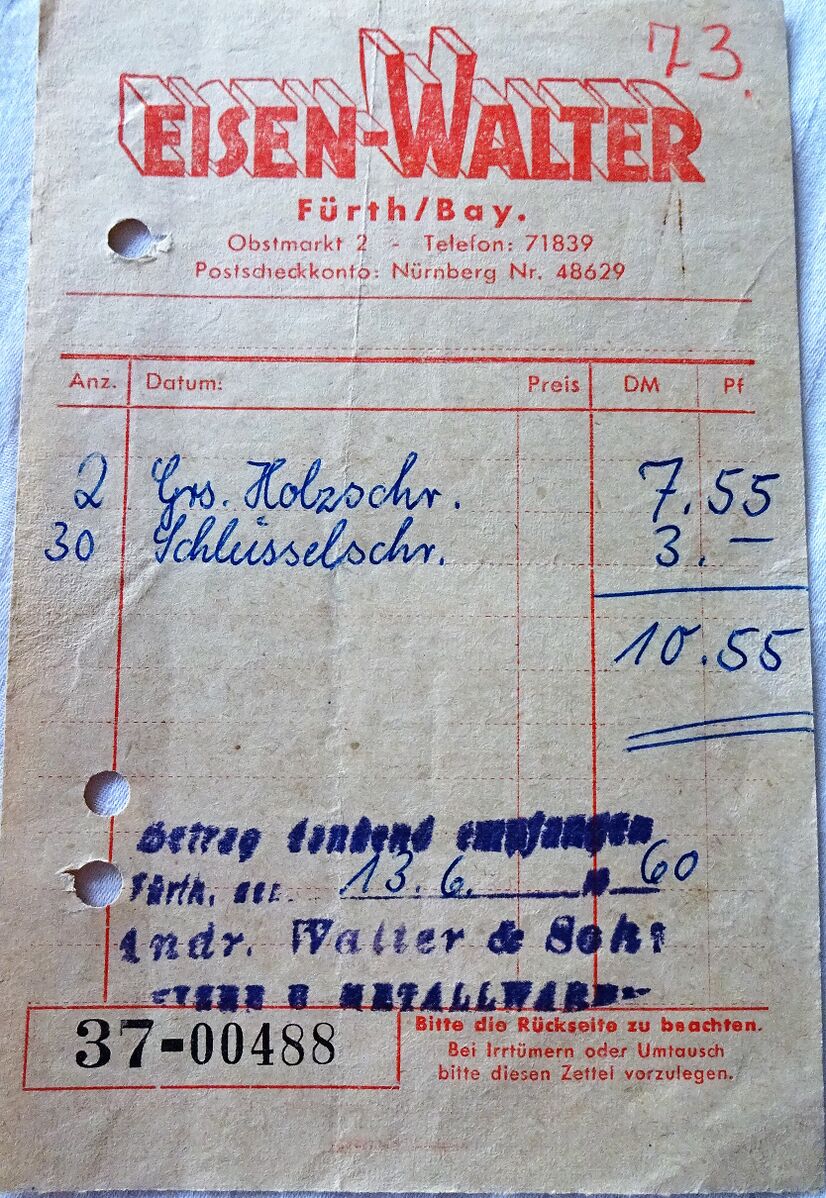 73.
EISEN-WALTER
Fürth/Bay.
Obstmarkt 2 - Telefon: 71839
Postscheckkonto: Nürnberg Nr. 48629
Anz. Datum: Preis DM Pf
2 Grs. Holzschr. 7.55
30 Schlüsselschr. 3.—
10.55
Betrag dankend empfangen
Fürth, den 13.6. 60
Andr. Walter & Sohn
EISEN U METALLWAREN
37-00488
Bitte die Rückseite zu beachten.
Bei Irrtümern oder Umtausch
bitte diesen Zettel vorzulegen.